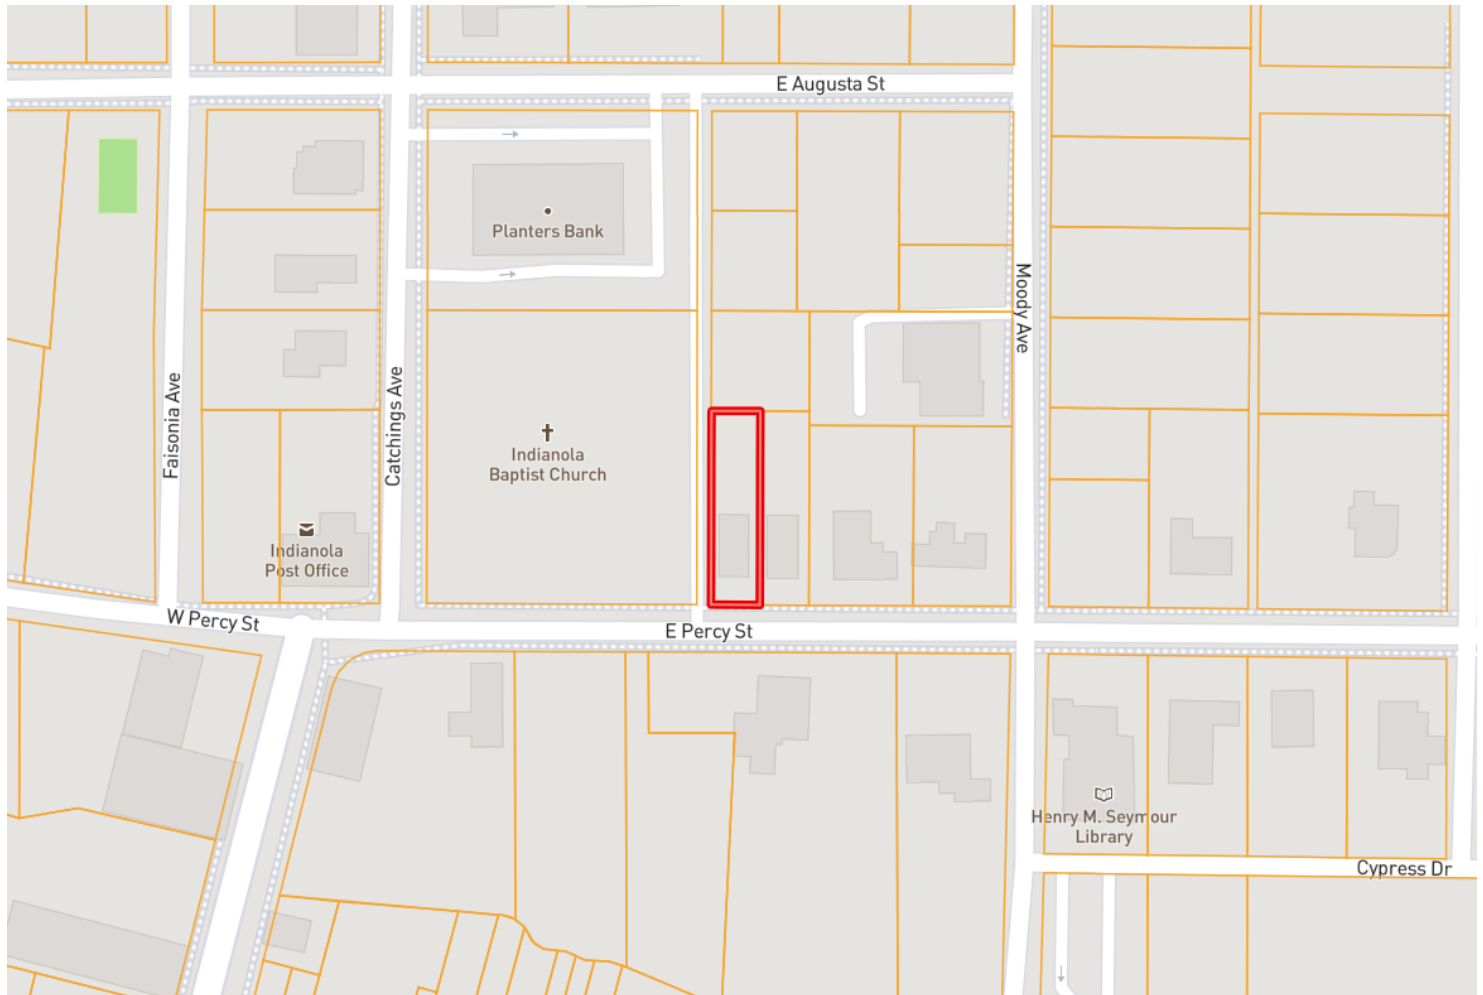 E Augusta St
Planters Bank
Moody Ave
Faisonia Ave
Catchings Ave
Indianola
Baptist Church
Indianola
Post Office
W Percy St
E Percy St
Henry M. Seymour
Library
Cypress Dr